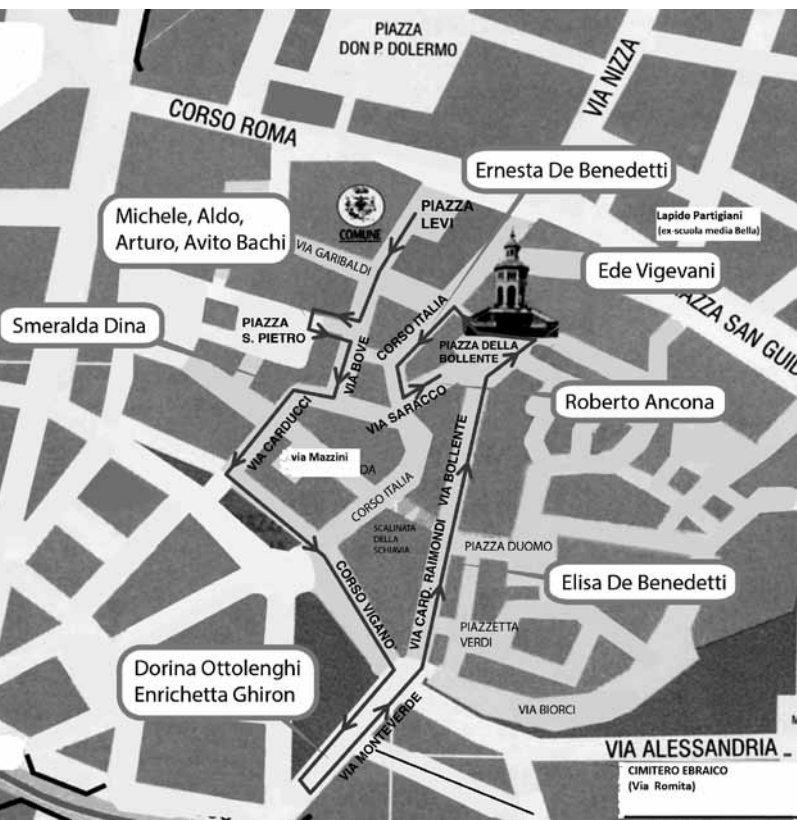 PIAZZA
DON P. DOLERMO
VIA NIZZA
CORSO ROMA
Ernesta De Benedetti
Michele, Aldo,
Arturo, Avito Bachi
COMUNE
PIAZZA
LEVI
Lapido Partigiani
(ex-scuola media Bella)
VIA GARIBALDI
Ede Vigevani
PIAZZA SAN GUID
Smeralda Dina
PIAZZA
S. PIETRO
CORSO ITALIA
VIA BOVE
PIAZZA DELLA
BOLLENTE
VIA SARACCO
Roberto Ancona
VIA CARDUCCI
via Mazzini
DA
CORSO ITALIA
VIA BOLLENTE
SCALINATA
DELLA
SCHIAVIA
PIAZZA DUOMO
VIA CARD. RAIMONDI
Elisa De Benedetti
CORSO VIGANO'
PIAZZETTA
VERDI
Dorina Ottolenghi
Enrichetta Ghiron
VIA BIORCI
VIA MONTEVERDE
VIA ALESSANDRIA
CIMITERO EBRAICO
(Via Romita)